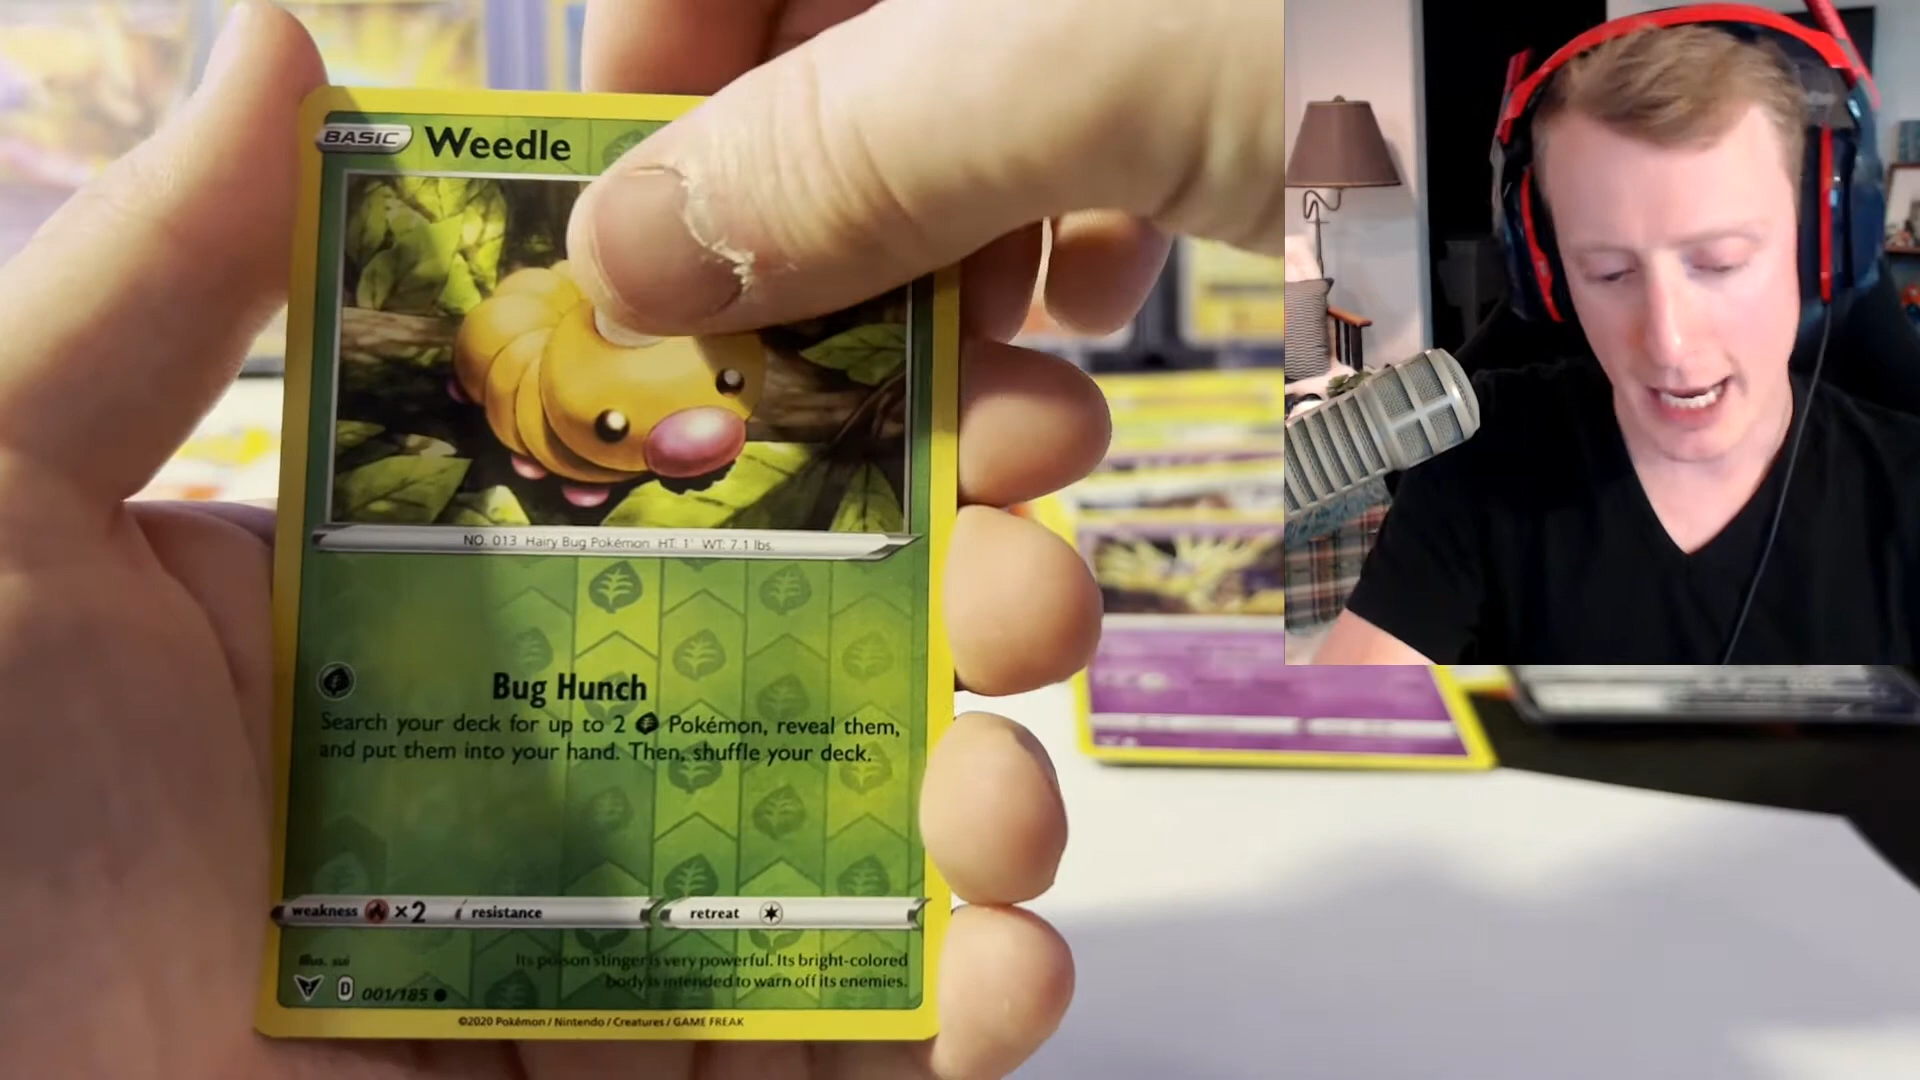 BASIC Weedle
NO. 013 Hairy Bug Pokémon HT: 1' WT: 7.1 lbs.
Bug Hunch
Search your deck for up to 2 Pokémon, reveal them,
and put them into your hand. Then, shuffle your deck.
weakness ×2 resistance retreat
Illus. sui
Its poison stinger is very powerful. Its bright-colored
body is intended to warn off its enemies.
D 001/185
©2020 Pokémon / Nintendo / Creatures / GAME FREAK